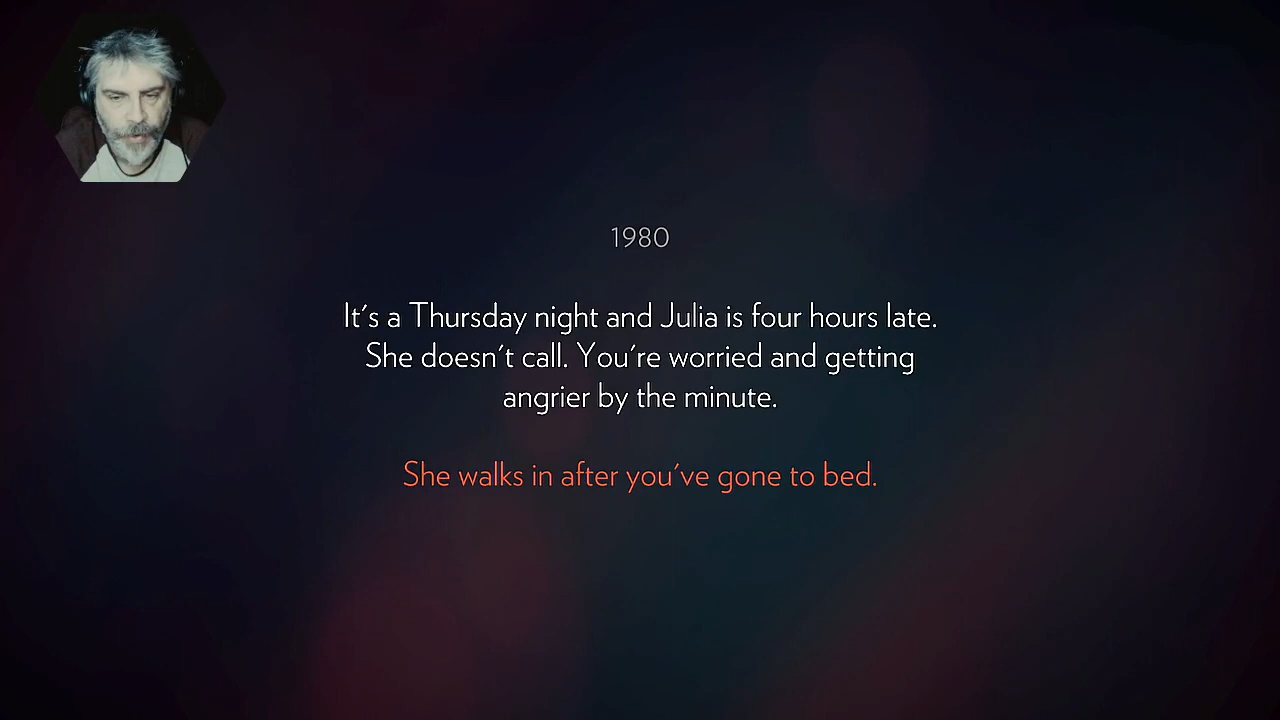 1980
It's a Thursday night and Julia is four hours late.
She doesn't call. You're worried and getting
angrier by the minute.
She walks in after you've gone to bed.